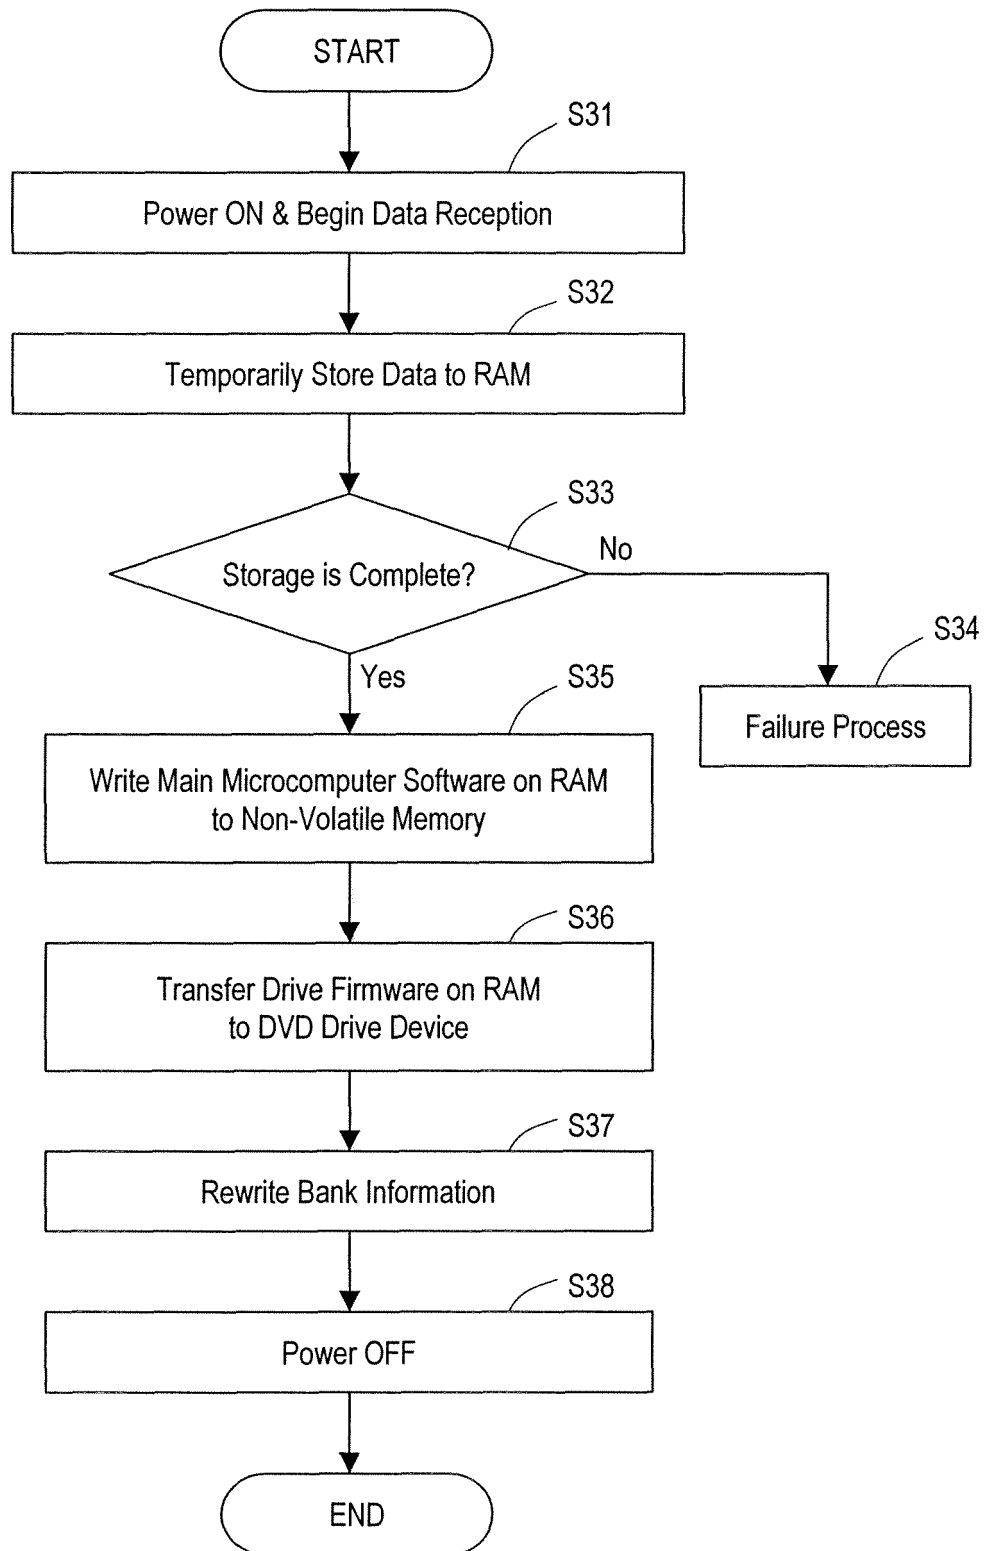 START
S31
Power ON & Begin Data Reception
S32
Temporarily Store Data to RAM
S33
Storage is Complete?
No
S34
Failure Process
Yes
S35
Write Main Microcomputer Software on RAM
to Non-Volatile Memory
S36
Transfer Drive Firmware on RAM
to DVD Drive Device
S37
Rewrite Bank Information
S38
Power OFF
END